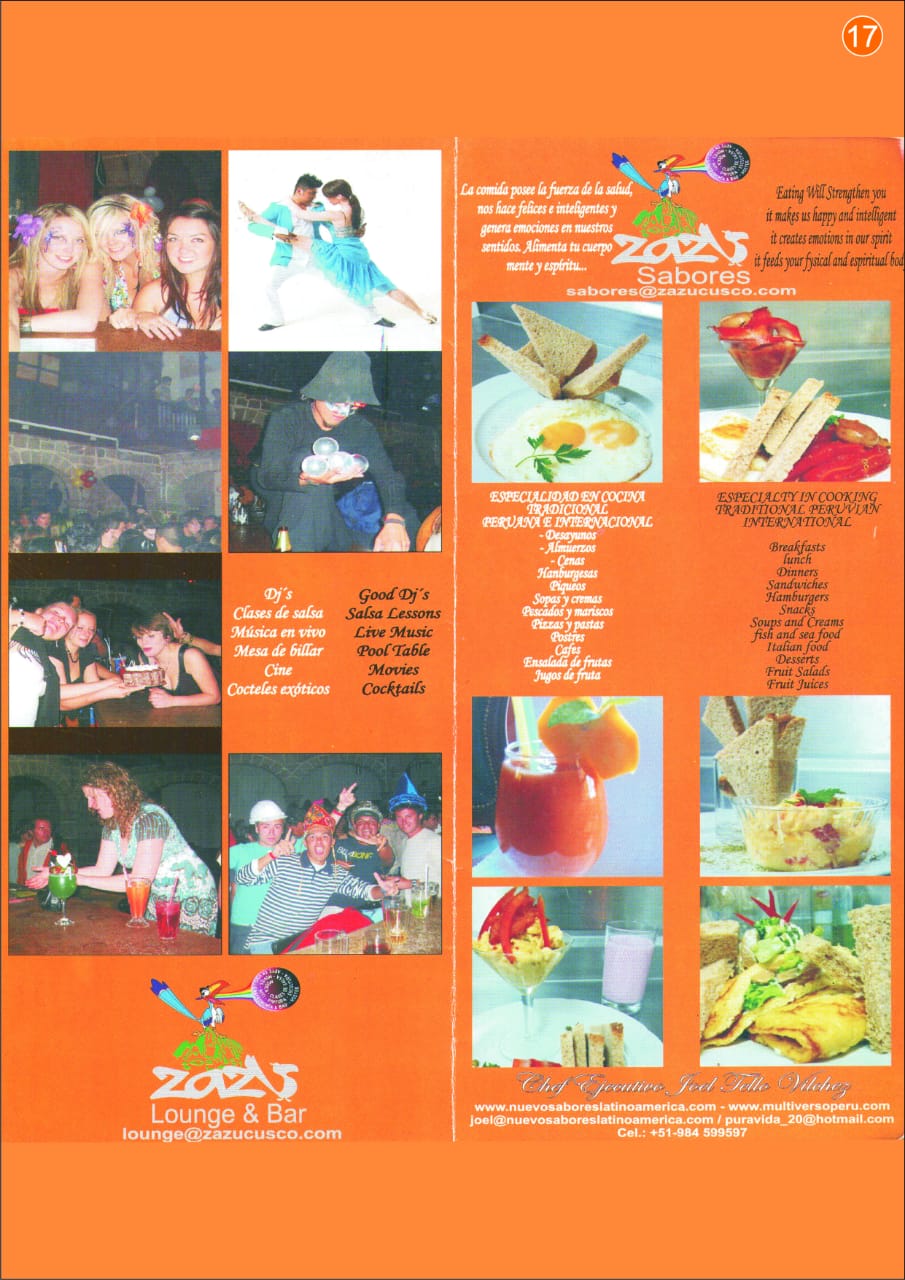 17
La comida posee la fuerza de la salud,
nos hace felices e inteligentes y
genera emociones en nuestros
sentidos. Alimenta tu cuerpo
mente y espíritu...
zazu's
Sabores
sabores@zazucusco.com
Eating Will Strengthen you
it makes us happy and intelligent
it creates emotions in our spirit
it feeds your fysical and espiritual body
ESPECIALIDAD EN COCINA
TRADICIONAL
PERUANA E INTERNACIONAL
- Desayunos
- Almuerzos
- Cenas
Hanburgesas
Piqueos
Sopas y cremas
Pescados y mariscos
Pizzas y pastas
Postres
Cafes
Ensalada de frutas
Jugos de fruta
ESPECIALTY IN COOKING
TRADITIONAL PERUVIAN
INTERNATIONAL
Breakfasts
lunch
Dinners
Sandwiches
Hamburgers
Snacks
Soups and Creams
fish and sea food
Italian food
Desserts
Fruit Salads
Fruit Juices
Dj´s
Clases de salsa
Música en vivo
Mesa de billar
Cine
Cocteles exóticos
Good Dj´s
Salsa Lessons
Live Music
Pool Table
Movies
Cocktails
zazu's
Lounge & Bar
lounge@zazucusco.com
Chef Ejecutivo Joel Tello Vilchez
www.nuevosaboreslatinoamerica.com - www.multiversoperu.com
joel@nuevosaboreslatinoamerica.com / puravida_20@hotmail.com
Cel.: +51-984 599597